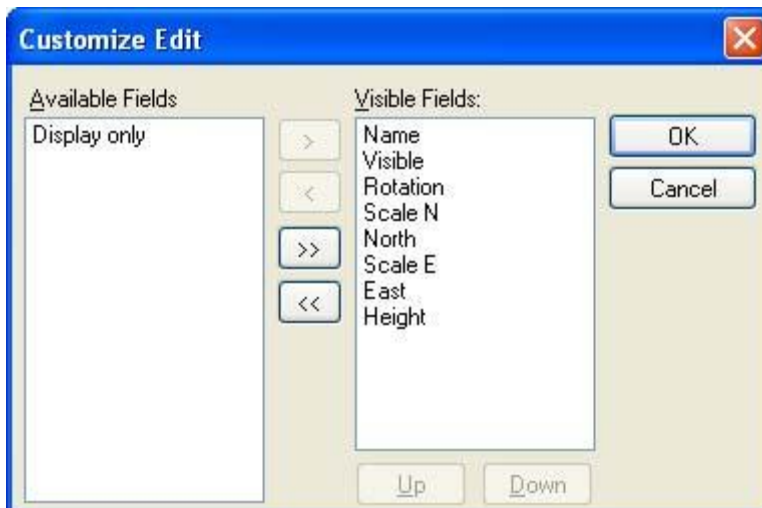 Customize Edit
Available Fields
Display only
>
<
>>
<<
Visible Fields:
Name
Visible
Rotation
Scale N
North
Scale E
East
Height
Up
Down
OK
Cancel